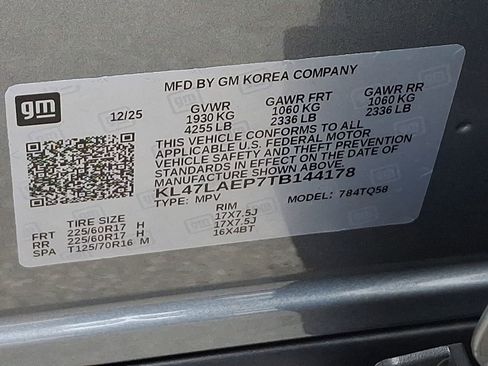 MFD BY GM KOREA COMPANY
gm
12/25 GVWR GAWR FRT GAWR RR
1930 KG 1060 KG 1060 KG
4255 LB 2336 LB 2336 LB
THIS VEHICLE CONFORMS TO ALL
APPLICABLE U.S. FEDERAL MOTOR
VEHICLE SAFETY AND THEFT PREVENTION
STANDARDS IN EFFECT ON THE DATE OF
MANUFACTURE SHOWN ABOVE.
KL47LAEP7TB144178
TYPE: MPV MODEL: 784TQ58
TIRE SIZE RIM
FRT 225/60R17 H 17X7.5J
RR 225/60R17 H 17X7.5J
SPA T125/70R16 M 16X4BT